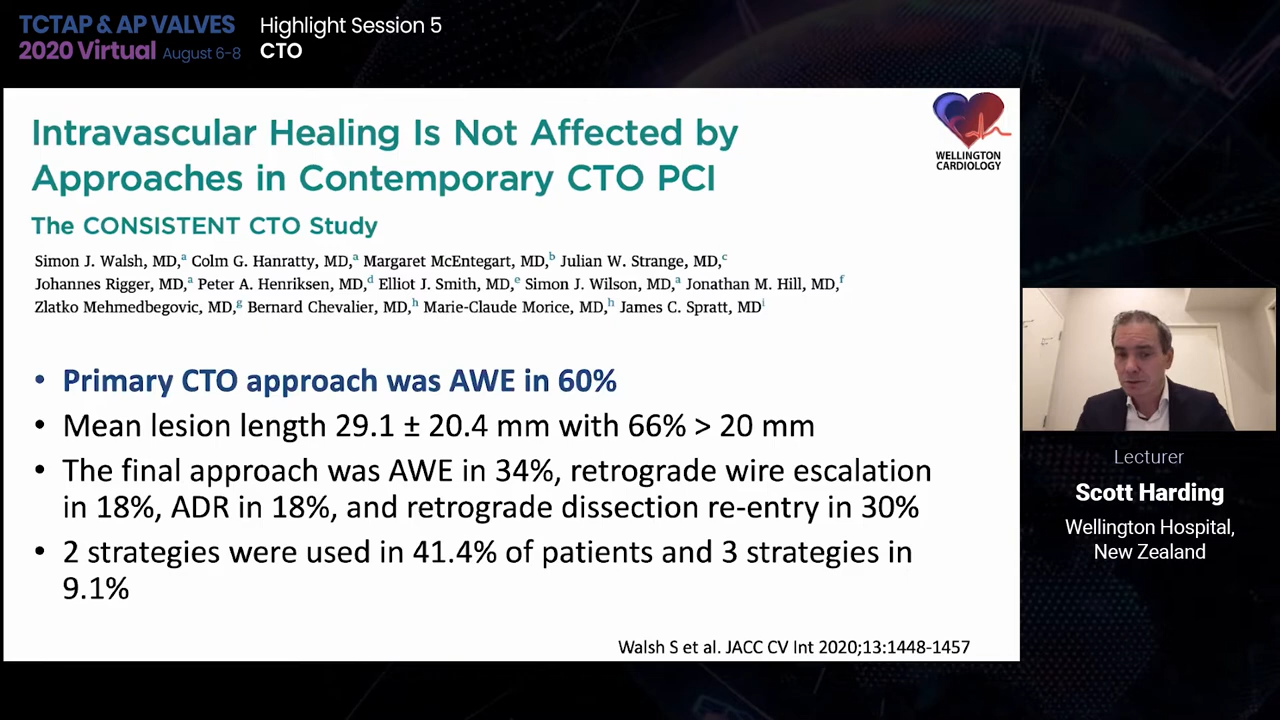 TCTAP & AP VALVES
2020 Virtual August 6-8
Highlight Session 5
CTO
Intravascular Healing Is Not Affected by
Approaches in Contemporary CTO PCI
The CONSISTENT CTO Study
WELLINGTON
CARDIOLOGY
Simon J. Walsh, MD,a Colm G. Hanratty, MD,a Margaret McEntegart, MD,b Julian W. Strange, MD,c
Johannes Rigger, MD,a Peter A. Henriksen, MD,d Elliot J. Smith, MD,e Simon J. Wilson, MD,a Jonathan M. Hill, MD,f
Zlatko Mehmedbegovic, MD,g Bernard Chevalier, MD,h Marie-Claude Morice, MD,h James C. Spratt, MDi
• Primary CTO approach was AWE in 60%
• Mean lesion length 29.1 ± 20.4 mm with 66% > 20 mm
• The final approach was AWE in 34%, retrograde wire escalation
in 18%, ADR in 18%, and retrograde dissection re-entry in 30%
• 2 strategies were used in 41.4% of patients and 3 strategies in
9.1%
Walsh S et al. JACC CV Int 2020;13:1448-1457
Lecturer
Scott Harding
Wellington Hospital,
New Zealand